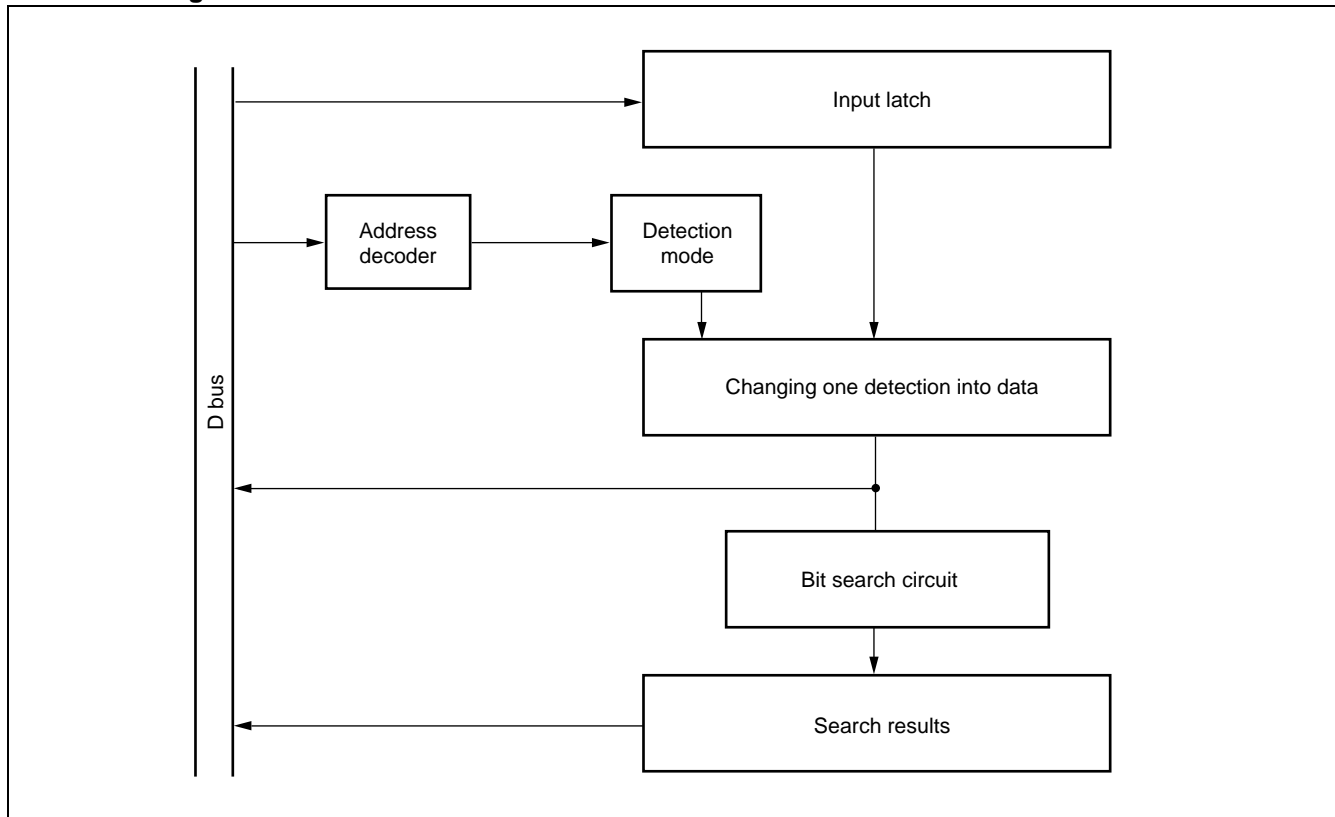 Input latch
Address
decoder
Detection
mode
D bus
Changing one detection into data
Bit search circuit
Search results